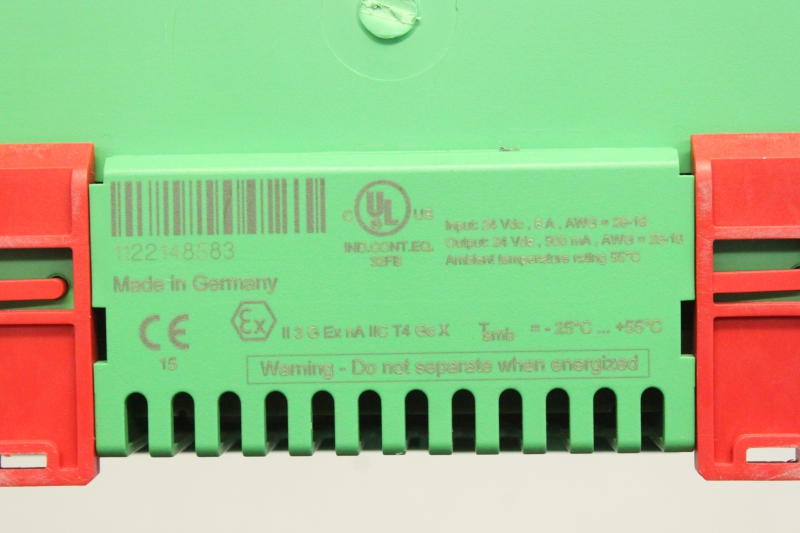 1122148583
Made in Germany
C UL US
IND.CONT.EQ.
32FB
Input: 24 Vdc , 8 A , AWG = 28-16
Output: 24 Vdc , 500 mA , AWG = 28-16
Ambient temperature rating 55°C
CE
15
Ex II 3 G Ex nA IIC T4 Gc X
Tamb = - 25°C ... +55°C
Warning - Do not separate when energized